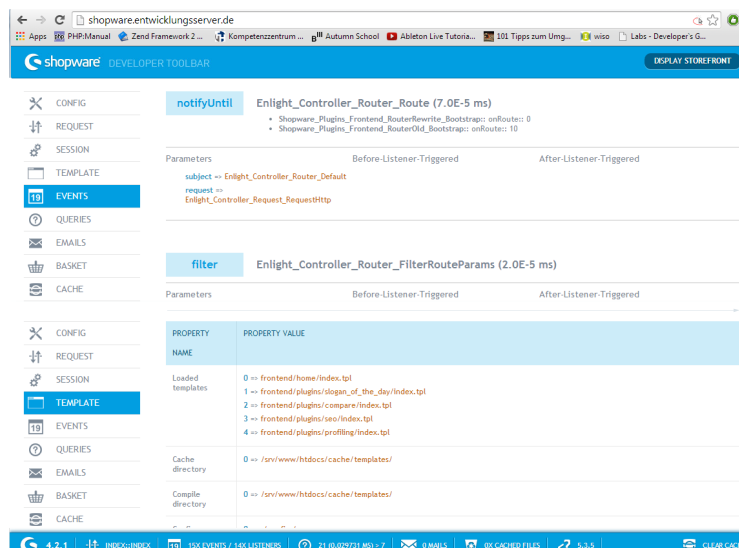 shopware.entwicklungsserver.de
Apps PHP:Manual Zend Framework 2 ... Kompetenzzentrum ... Autumn School Ableton Live Tutoria... 101 Tipps zum Umg... wiso Labs - Developer's G...
shopware DEVELOPER TOOLBAR
DISPLAY STOREFRONT
CONFIG
REQUEST
SESSION
TEMPLATE
19 EVENTS
QUERIES
EMAILS
BASKET
CACHE
notifyUntil Enlight_Controller_Router_Route (7.0E-5 ms)
Shopware_Plugins_Frontend_RouterRewrite_Bootstrap:: onRoute:: 0
Shopware_Plugins_Frontend_RouterOld_Bootstrap:: onRoute:: 10
Parameters Before-Listener-Triggered After-Listener-Triggered
subject => Enlight_Controller_Router_Default
request =>
Enlight_Controller_Request_RequestHttp
filter Enlight_Controller_Router_FilterRouteParams (2.0E-5 ms)
Parameters Before-Listener-Triggered After-Listener-Triggered
CONFIG
REQUEST
SESSION
TEMPLATE
19 EVENTS
QUERIES
EMAILS
BASKET
CACHE
PROPERTY
NAME
PROPERTY VALUE
Loaded
templates
0 => frontend/home/index.tpl
1 => frontend/plugins/slogan_of_the_day/index.tpl
2 => frontend/plugins/compare/index.tpl
3 => frontend/plugins/seo/index.tpl
4 => frontend/plugins/profiling/index.tpl
Cache
directory
0 => /srv/www/htdocs/cache/templates/
Compile
directory
0 => /srv/www/htdocs/cache/templates/
4.2.1 INDEX::INDEX 19 15X EVENTS / 14X LISTENERS 21 (0,029731 MS) > 7 0 MAILS 0X CACHED FILES 5.3.5 CLEAR CAC